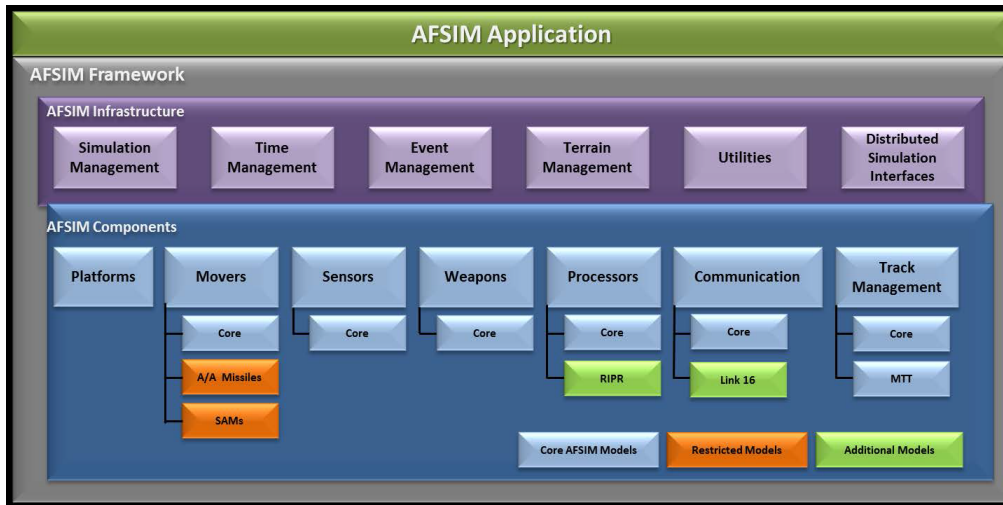 AFSIM Application
AFSIM Framework
AFSIM Infrastructure
Simulation
Management
Time
Management
Event
Management
Terrain
Management
Utilities
Distributed
Simulation
Interfaces
AFSIM Components
Platforms
Movers
Sensors
Weapons
Processors
Communication
Track
Management
Core
Core
Core
Core
Core
Core
A/A Missiles
RIPR
Link 16
MTT
SAMs
Core AFSIM Models
Restricted Models
Additional Models